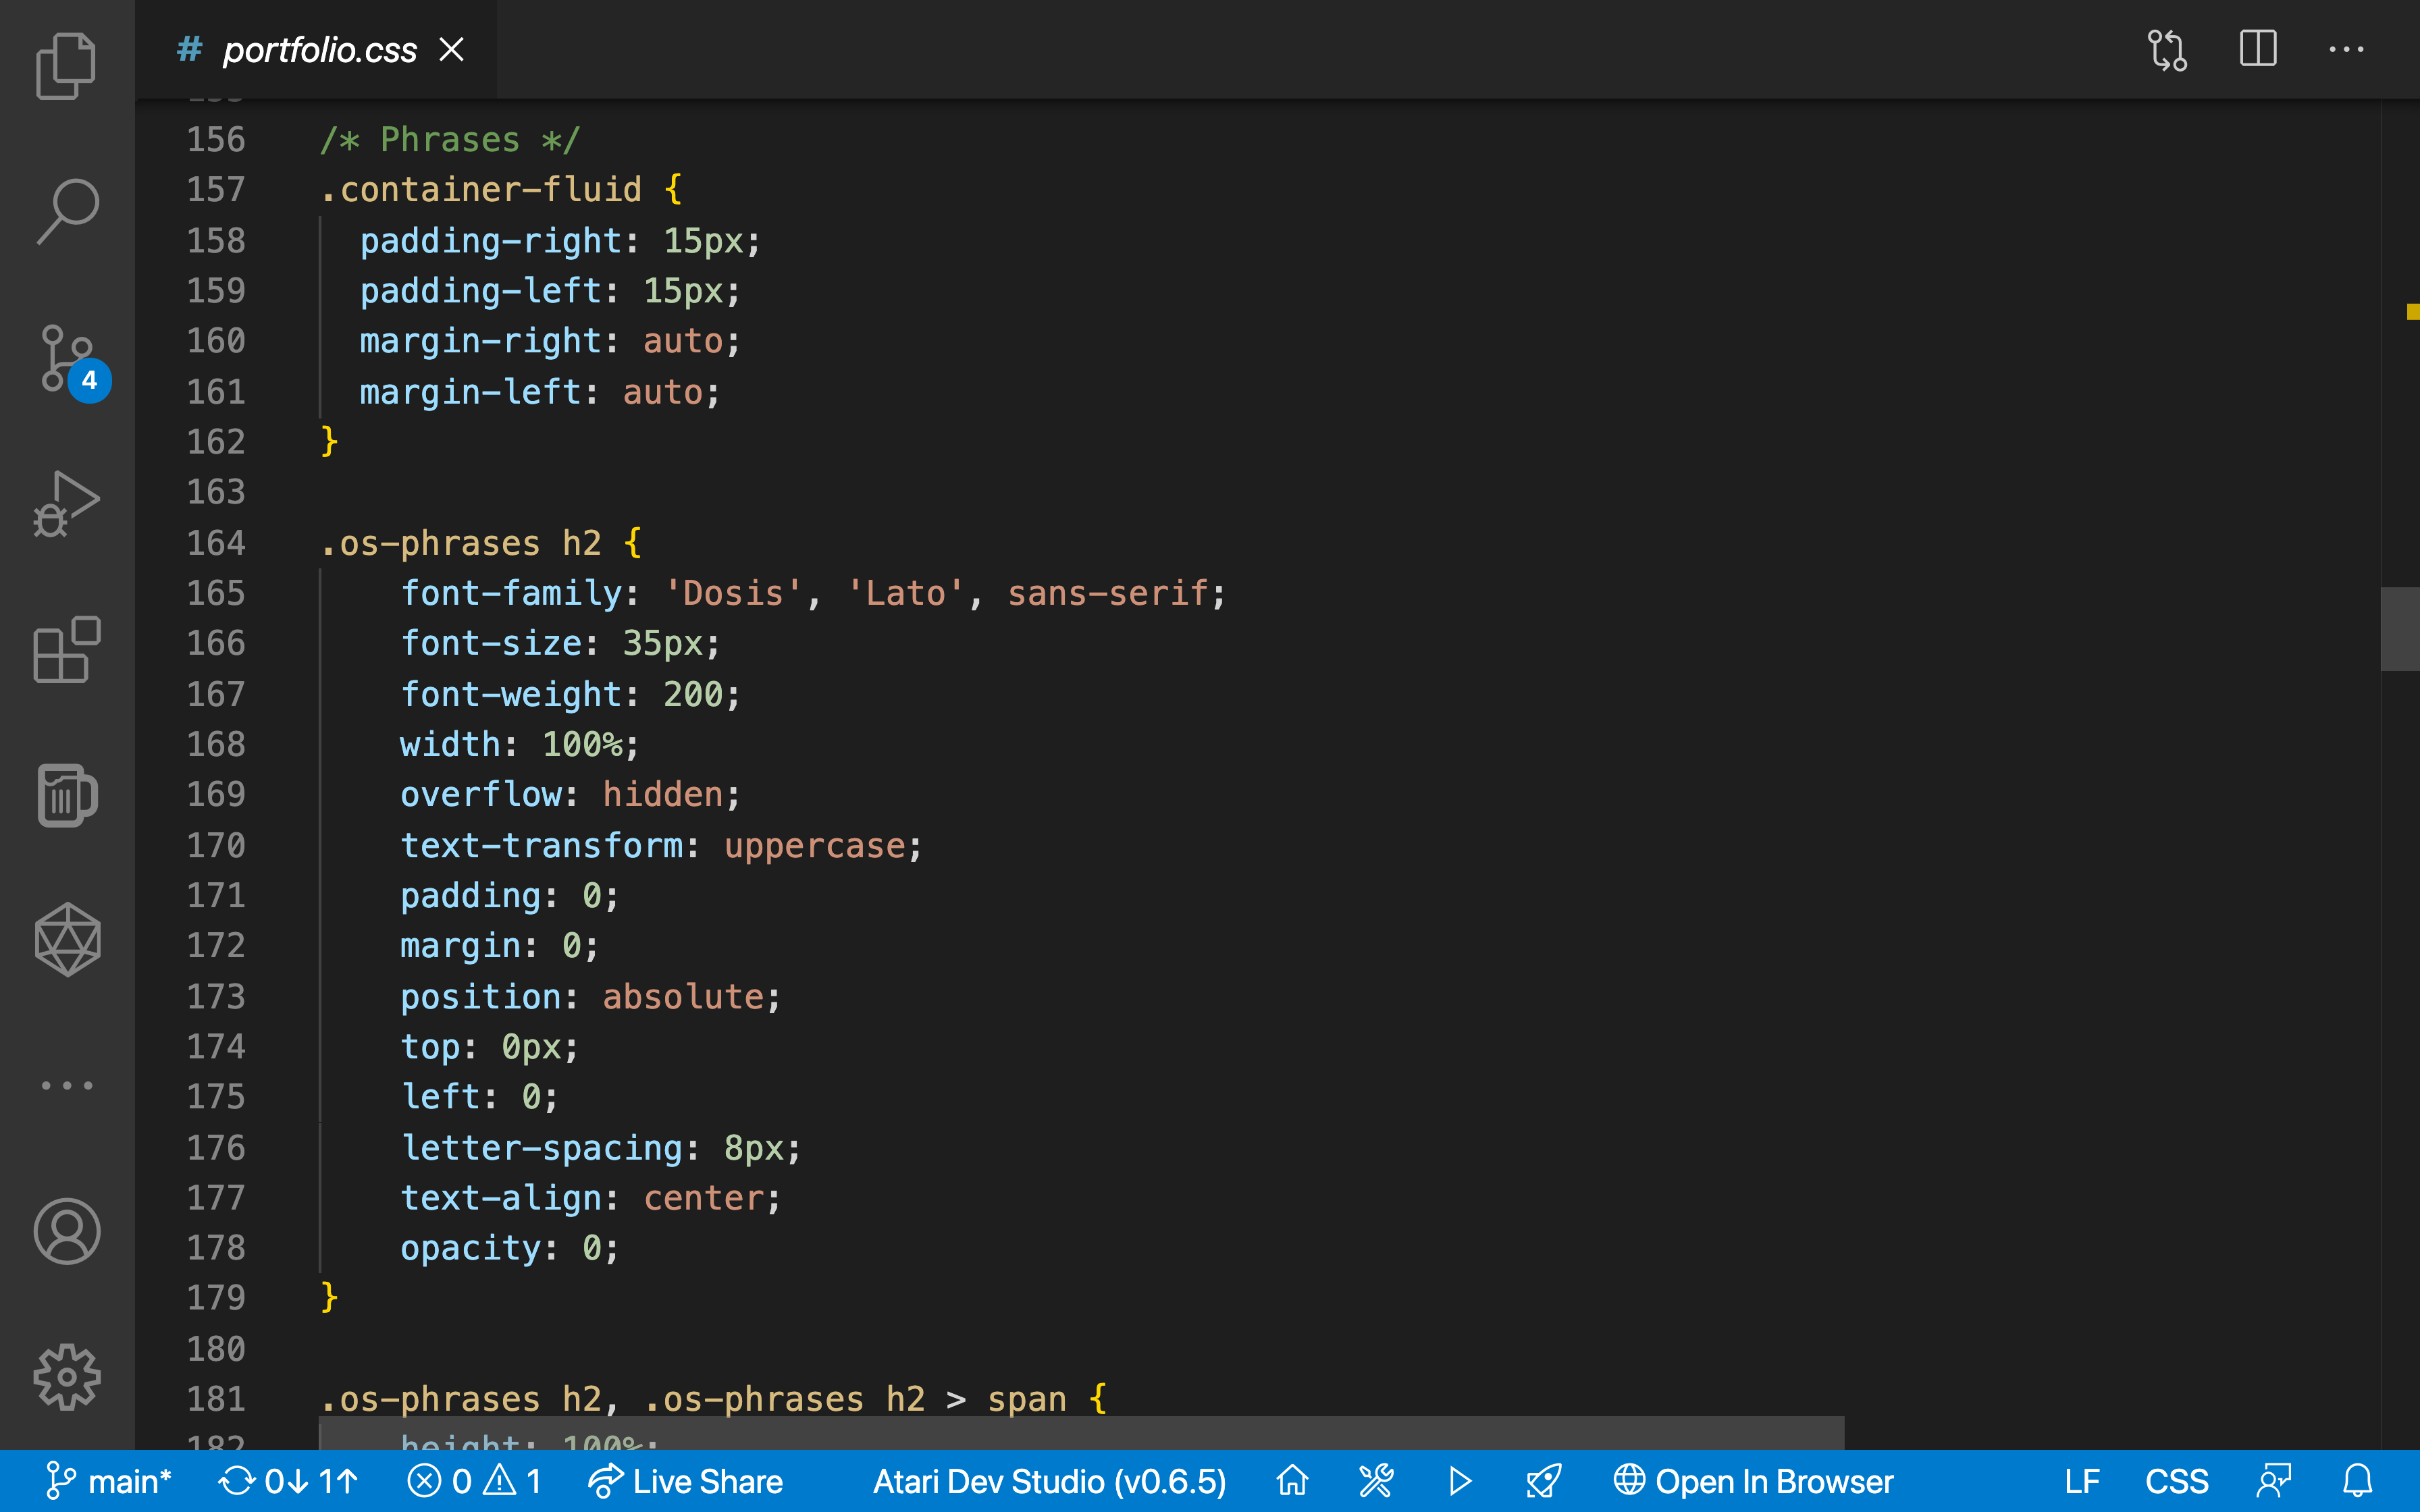 # portfolio.css
156 /* Phrases */
157 .container-fluid {
158 padding-right: 15px;
159 padding-left: 15px;
160 margin-right: auto;
161 margin-left: auto;
162 }
163
164 .os-phrases h2 {
165 font-family: 'Dosis', 'Lato', sans-serif;
166 font-size: 35px;
167 font-weight: 200;
168 width: 100%;
169 overflow: hidden;
170 text-transform: uppercase;
171 padding: 0;
172 margin: 0;
173 position: absolute;
174 top: 0px;
175 left: 0;
176 letter-spacing: 8px;
177 text-align: center;
178 opacity: 0;
179 }
180
181 .os-phrases h2, .os-phrases h2 > span {
182 height: 100%;
4
main* 0↓ 1↑ 0 1 Live Share Atari Dev Studio (v0.6.5) Open In Browser LF CSS